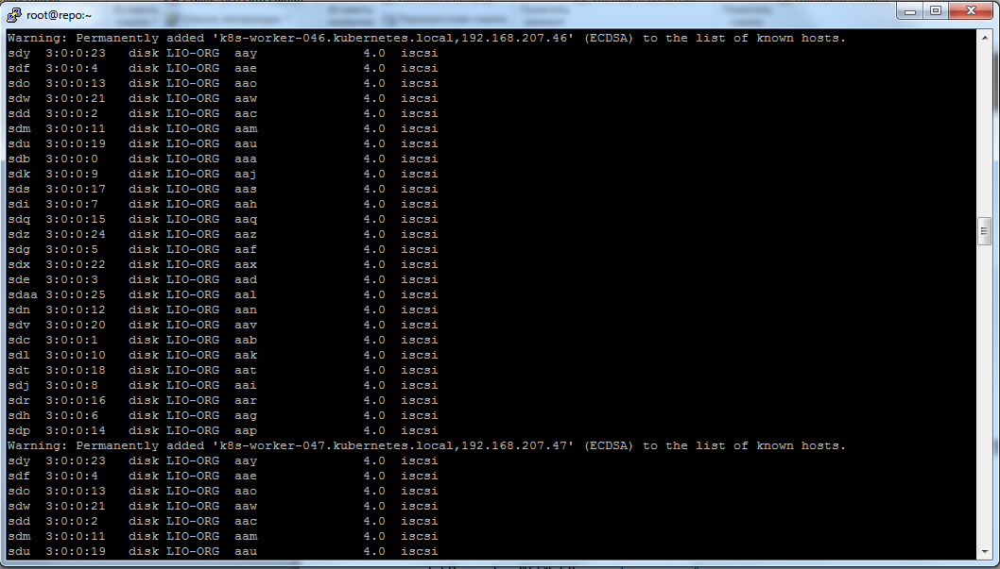 root@repo:~
Warning: Permanently added 'k8s-worker-046.kubernetes.local,192.168.207.46' (ECDSA) to the list of known hosts.
sdy  3:0:0:23   disk LIO-ORG  aay              4.0  iscsi
sdf  3:0:0:4    disk LIO-ORG  aae              4.0  iscsi
sdo  3:0:0:13   disk LIO-ORG  aao              4.0  iscsi
sdw  3:0:0:21   disk LIO-ORG  aaw              4.0  iscsi
sdd  3:0:0:2    disk LIO-ORG  aac              4.0  iscsi
sdm  3:0:0:11   disk LIO-ORG  aam              4.0  iscsi
sdu  3:0:0:19   disk LIO-ORG  aau              4.0  iscsi
sdb  3:0:0:0    disk LIO-ORG  aaa              4.0  iscsi
sdk  3:0:0:9    disk LIO-ORG  aaj              4.0  iscsi
sds  3:0:0:17   disk LIO-ORG  aas              4.0  iscsi
sdi  3:0:0:7    disk LIO-ORG  aah              4.0  iscsi
sdq  3:0:0:15   disk LIO-ORG  aaq              4.0  iscsi
sdz  3:0:0:24   disk LIO-ORG  aaz              4.0  iscsi
sdg  3:0:0:5    disk LIO-ORG  aaf              4.0  iscsi
sdx  3:0:0:22   disk LIO-ORG  aax              4.0  iscsi
sde  3:0:0:3    disk LIO-ORG  aad              4.0  iscsi
sdaa 3:0:0:25   disk LIO-ORG  aal              4.0  iscsi
sdn  3:0:0:12   disk LIO-ORG  aan              4.0  iscsi
sdv  3:0:0:20   disk LIO-ORG  aav              4.0  iscsi
sdc  3:0:0:1    disk LIO-ORG  aab              4.0  iscsi
sdl  3:0:0:10   disk LIO-ORG  aak              4.0  iscsi
sdt  3:0:0:18   disk LIO-ORG  aat              4.0  iscsi
sdj  3:0:0:8    disk LIO-ORG  aai              4.0  iscsi
sdr  3:0:0:16   disk LIO-ORG  aar              4.0  iscsi
sdh  3:0:0:6    disk LIO-ORG  aag              4.0  iscsi
sdp  3:0:0:14   disk LIO-ORG  aap              4.0  iscsi
Warning: Permanently added 'k8s-worker-047.kubernetes.local,192.168.207.47' (ECDSA) to the list of known hosts.
sdy  3:0:0:23   disk LIO-ORG  aay              4.0  iscsi
sdf  3:0:0:4    disk LIO-ORG  aae              4.0  iscsi
sdo  3:0:0:13   disk LIO-ORG  aao              4.0  iscsi
sdw  3:0:0:21   disk LIO-ORG  aaw              4.0  iscsi
sdd  3:0:0:2    disk LIO-ORG  aac              4.0  iscsi
sdm  3:0:0:11   disk LIO-ORG  aam              4.0  iscsi
sdu  3:0:0:19   disk LIO-ORG  aau              4.0  iscsi